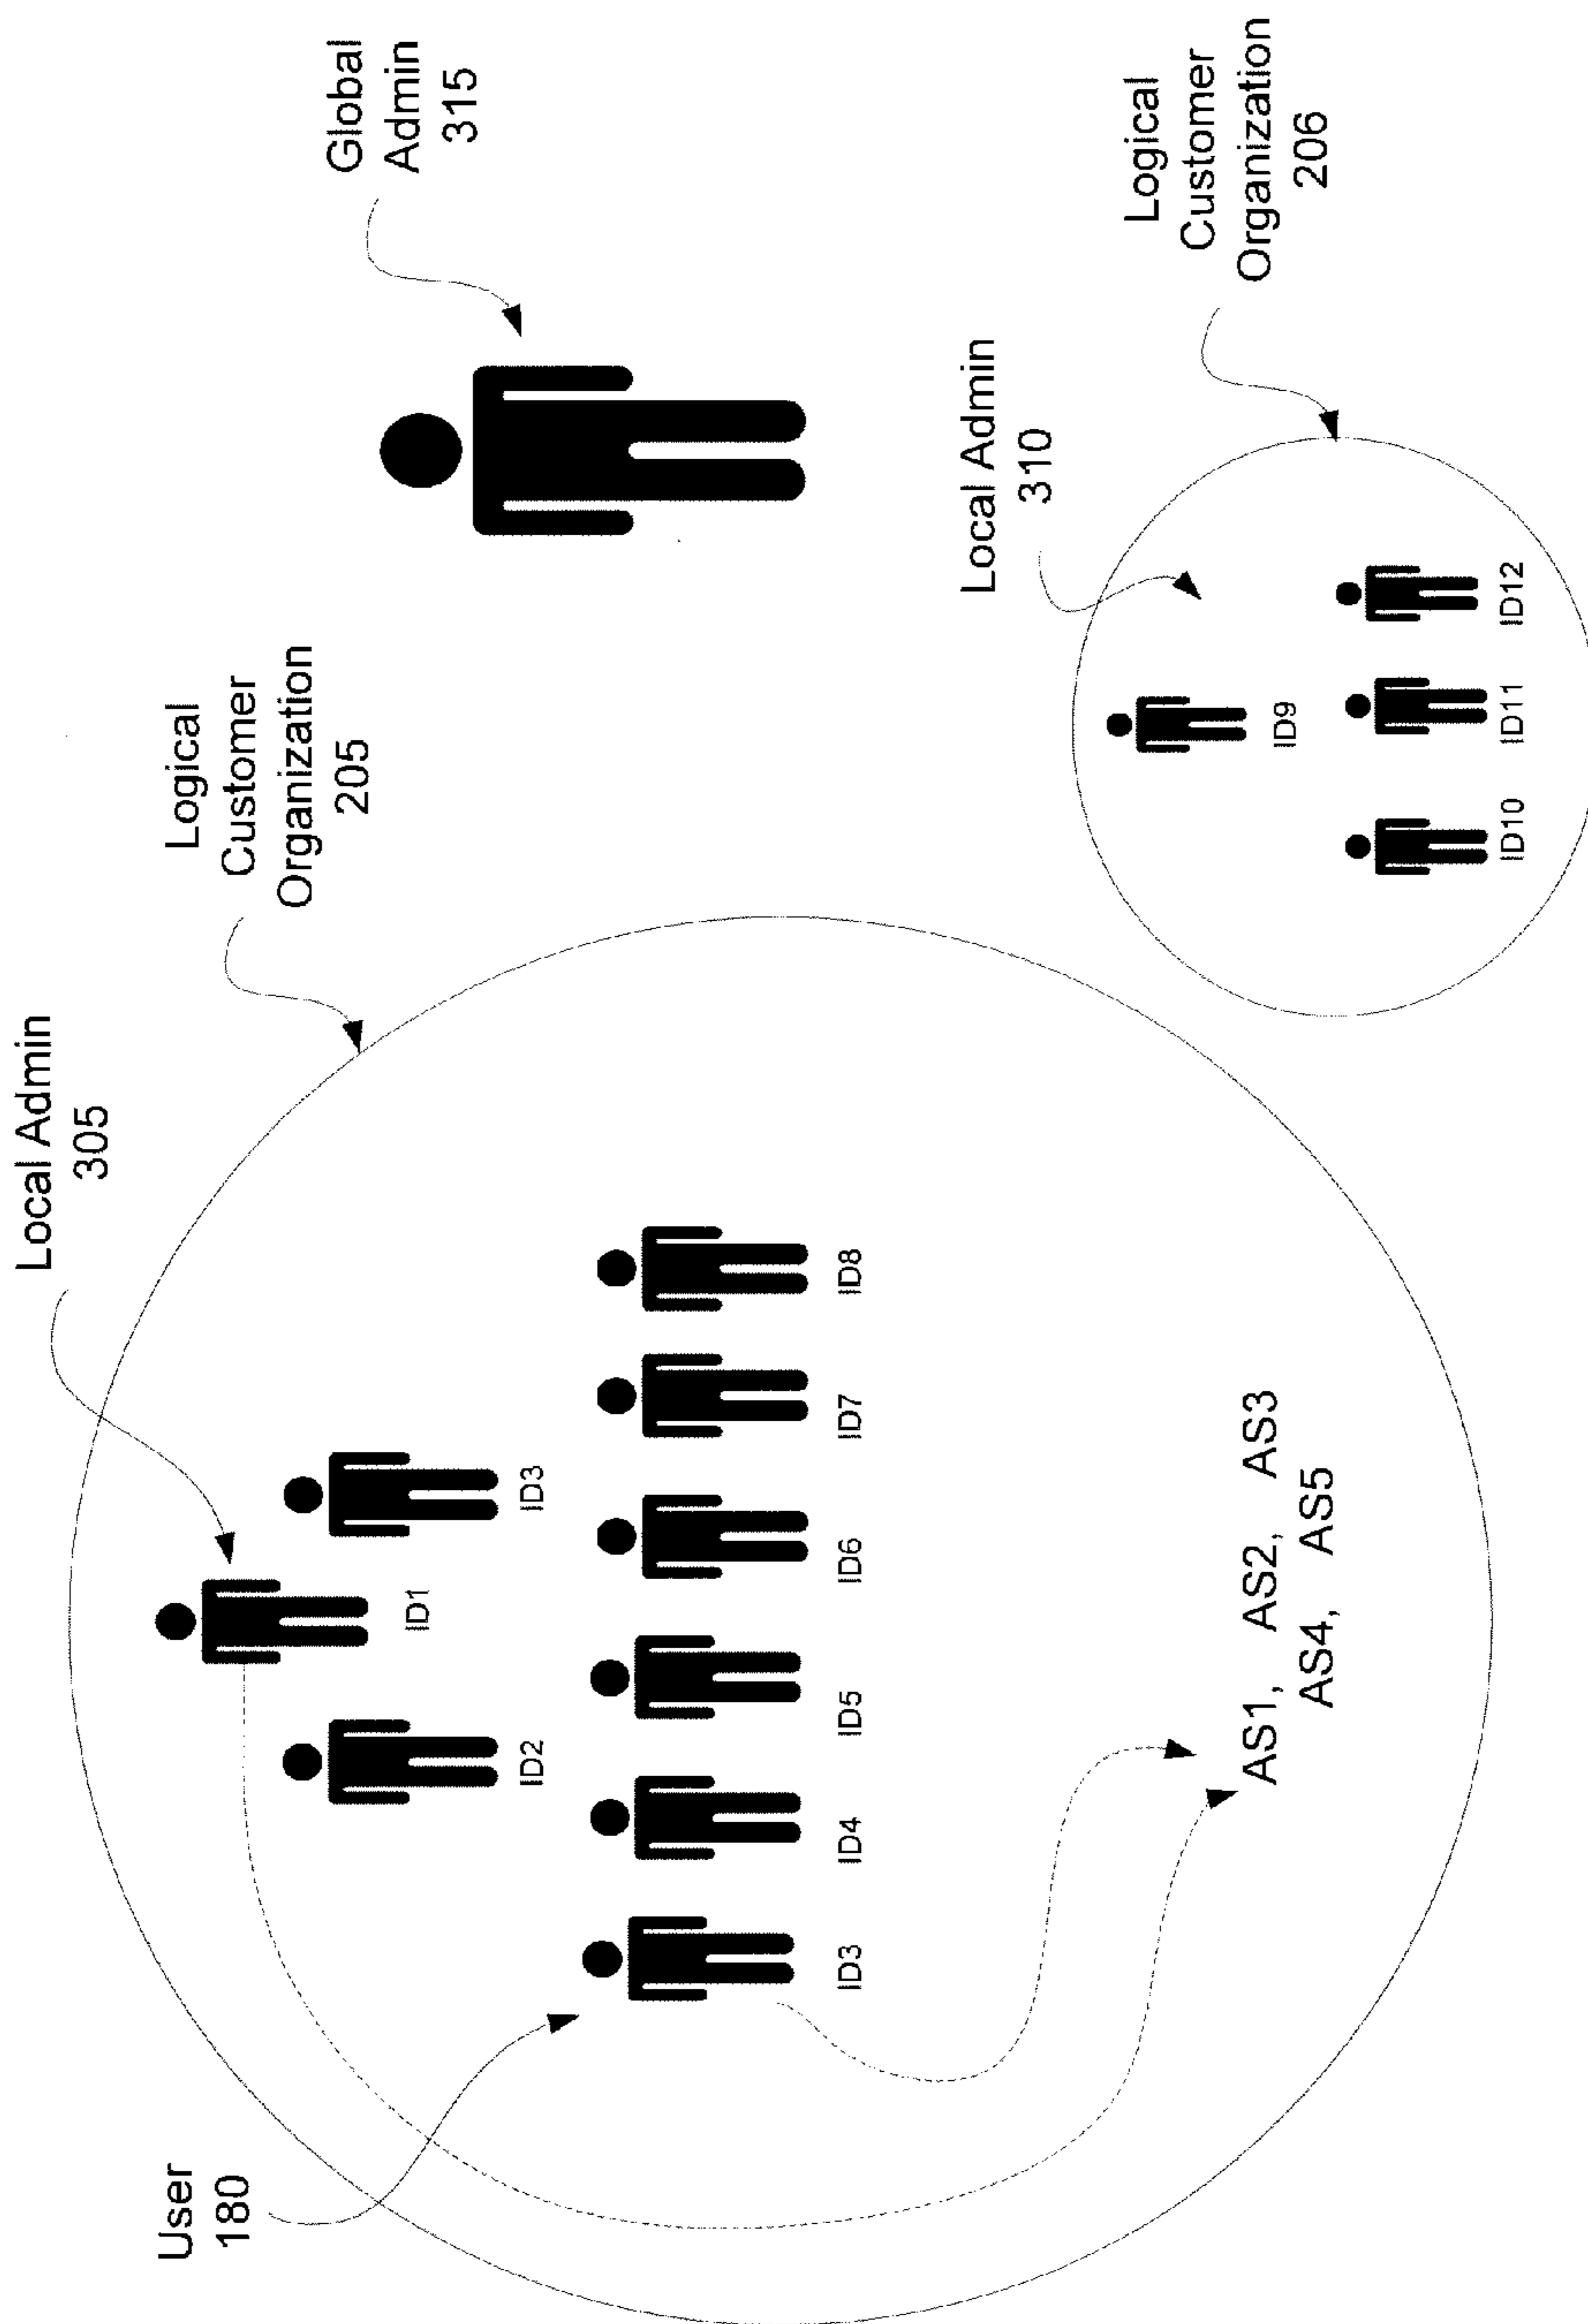 Local Admin
305
Logical
Customer
Organization
205
Global
Admin
315
User
180
ID1
ID2
ID3
ID3
ID4
ID5
ID6
ID7
ID8
AS1, AS2, AS3
AS4, AS5
Local Admin
310
Logical
Customer
Organization
206
ID9
ID10
ID11
ID12